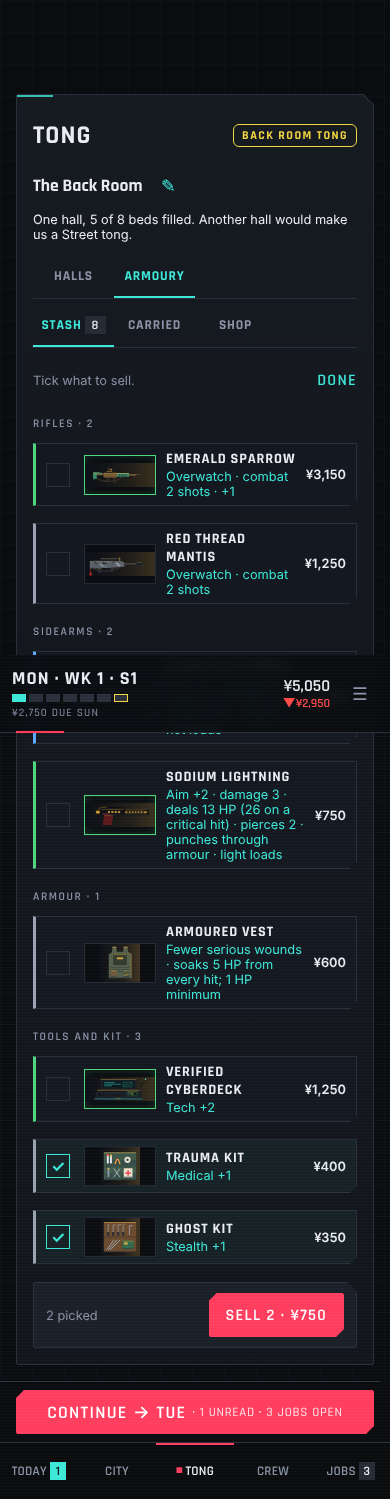 TONG
BACK ROOM TONG
The Back Room ✎
One hall, 5 of 8 beds filled. Another hall would make
us a Street tong.
HALLS ARMOURY
STASH 8 CARRIED SHOP
Tick what to sell. DONE
RIFLES · 2
EMERALD SPARROW
Overwatch · combat
2 shots · +1
¥3,150
RED THREAD
MANTIS
Overwatch · combat
2 shots
¥1,250
SIDEARMS · 2
MON · WK 1 · S1
¥2,750 DUE SUN
¥5,050
▼¥2,950
☰
SODIUM LIGHTNING
Aim +2 · damage 3 ·
deals 13 HP (26 on a
critical hit) · pierces 2 ·
punches through
armour · light loads
¥750
ARMOUR · 1
ARMOURED VEST
Fewer serious wounds
· soaks 5 HP from
every hit; 1 HP
minimum
¥600
TOOLS AND KIT · 3
VERIFIED
CYBERDECK
Tech +2
¥1,250
TRAUMA KIT
Medical +1
¥400
GHOST KIT
Stealth +1
¥350
2 picked
SELL 2 · ¥750
CONTINUE → TUE · 1 UNREAD · 3 JOBS OPEN
TODAY 1 CITY TONG CREW JOBS 3